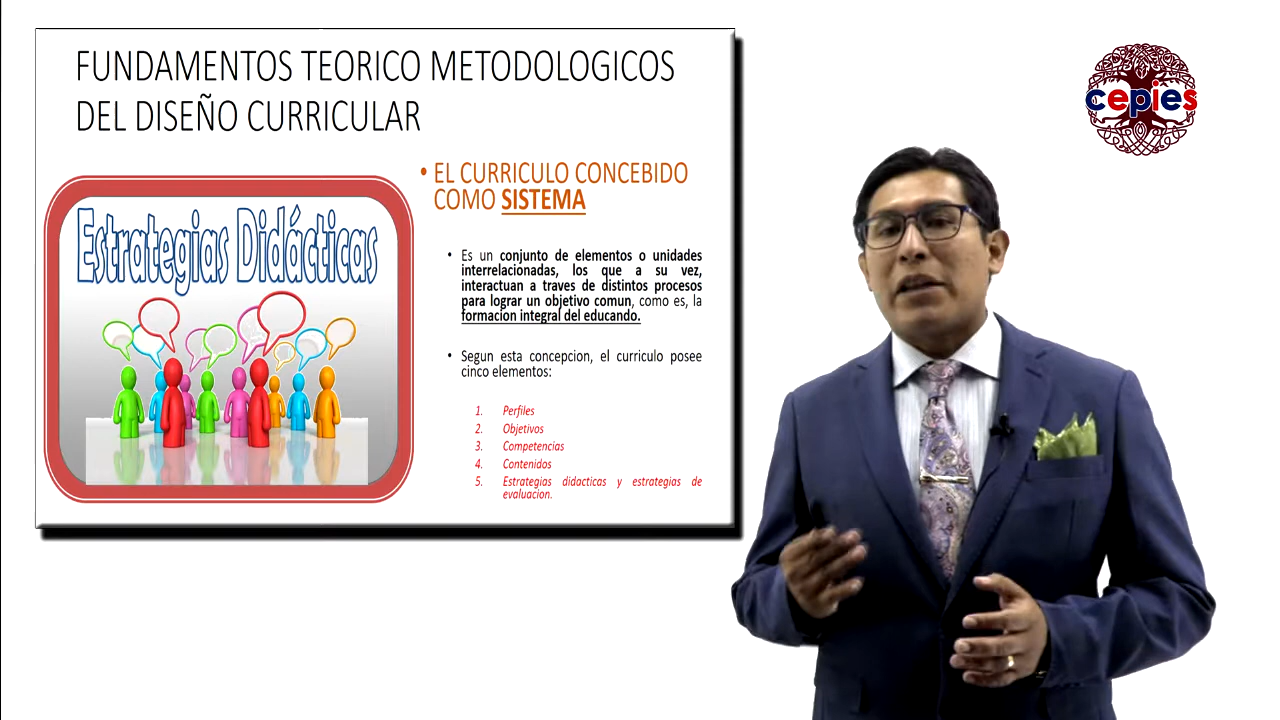 FUNDAMENTOS TEORICO METODOLOGICOS
DEL DISEÑO CURRICULAR
cepies
Estrategias Didácticas
• EL CURRICULO CONCEBIDO
COMO SISTEMA
• Es un conjunto de elementos o unidades
interrelacionadas, los que a su vez,
interactuan a traves de distintos procesos
para lograr un objetivo comun, como es, la
formacion integral del educando.
• Segun esta concepcion, el curriculo posee
cinco elementos:
1. Perfiles
2. Objetivos
3. Competencias
4. Contenidos
5. Estrategias didacticas y estrategias de
evaluacion.